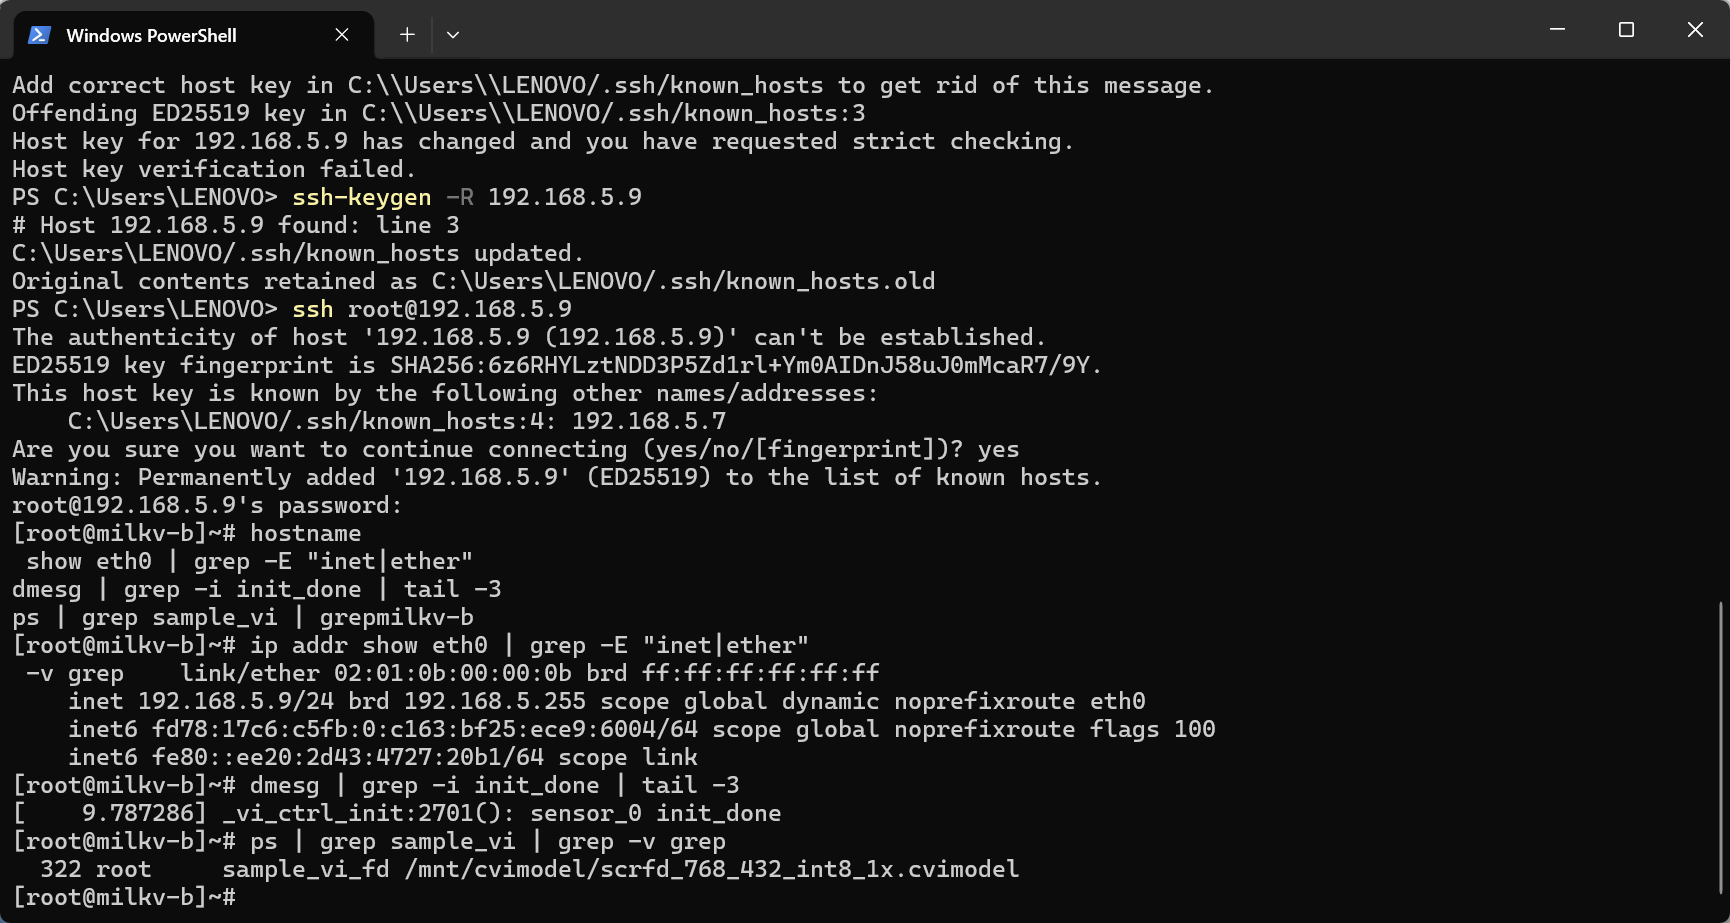 Windows PowerShell
Add correct host key in C:\\Users\\LENOVO/.ssh/known_hosts to get rid of this message.
Offending ED25519 key in C:\\Users\\LENOVO/.ssh/known_hosts:3
Host key for 192.168.5.9 has changed and you have requested strict checking.
Host key verification failed.
PS C:\Users\LENOVO> ssh-keygen -R 192.168.5.9
# Host 192.168.5.9 found: line 3
C:\Users\LENOVO/.ssh/known_hosts updated.
Original contents retained as C:\Users\LENOVO/.ssh/known_hosts.old
PS C:\Users\LENOVO> ssh root@192.168.5.9
The authenticity of host '192.168.5.9 (192.168.5.9)' can't be established.
ED25519 key fingerprint is SHA256:6z6RHYLztNDD3P5Zd1rl+Ym0AIDnJ58uJ0mMcaR7/9Y.
This host key is known by the following other names/addresses:
    C:\Users\LENOVO/.ssh/known_hosts:4: 192.168.5.7
Are you sure you want to continue connecting (yes/no/[fingerprint])? yes
Warning: Permanently added '192.168.5.9' (ED25519) to the list of known hosts.
root@192.168.5.9's password:
[root@milkv-b]~# hostname
 show eth0 | grep -E "inet|ether"
dmesg | grep -i init_done | tail -3
ps | grep sample_vi | grepmilkv-b
[root@milkv-b]~# ip addr show eth0 | grep -E "inet|ether"
 -v grep    link/ether 02:01:0b:00:00:0b brd ff:ff:ff:ff:ff:ff
    inet 192.168.5.9/24 brd 192.168.5.255 scope global dynamic noprefixroute eth0
    inet6 fd78:17c6:c5fb:0:c163:bf25:ece9:6004/64 scope global noprefixroute flags 100
    inet6 fe80::ee20:2d43:4727:20b1/64 scope link
[root@milkv-b]~# dmesg | grep -i init_done | tail -3
[    9.787286] _vi_ctrl_init:2701(): sensor_0 init_done
[root@milkv-b]~# ps | grep sample_vi | grep -v grep
  322 root     sample_vi_fd /mnt/cvimodel/scrfd_768_432_int8_1x.cvimodel
[root@milkv-b]~#